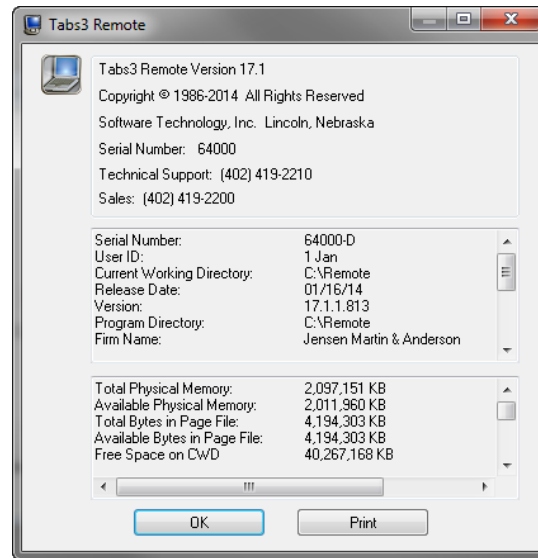 Tabs3 Remote
Tabs3 Remote Version 17.1
Copyright © 1986-2014 All Rights Reserved
Software Technology, Inc. Lincoln, Nebraska
Serial Number: 64000
Technical Support: (402) 419-2210
Sales: (402) 419-2200
Serial Number: 64000-D
User ID: 1 Jan
Current Working Directory: C:\Remote
Release Date: 01/16/14
Version: 17.1.1.813
Program Directory: C:\Remote
Firm Name: Jensen Martin & Anderson
Total Physical Memory: 2,097,151 KB
Available Physical Memory: 2,011,960 KB
Total Bytes in Page File: 4,194,303 KB
Available Bytes in Page File: 4,194,303 KB
Free Space on CWD 40,267,168 KB
OK Print